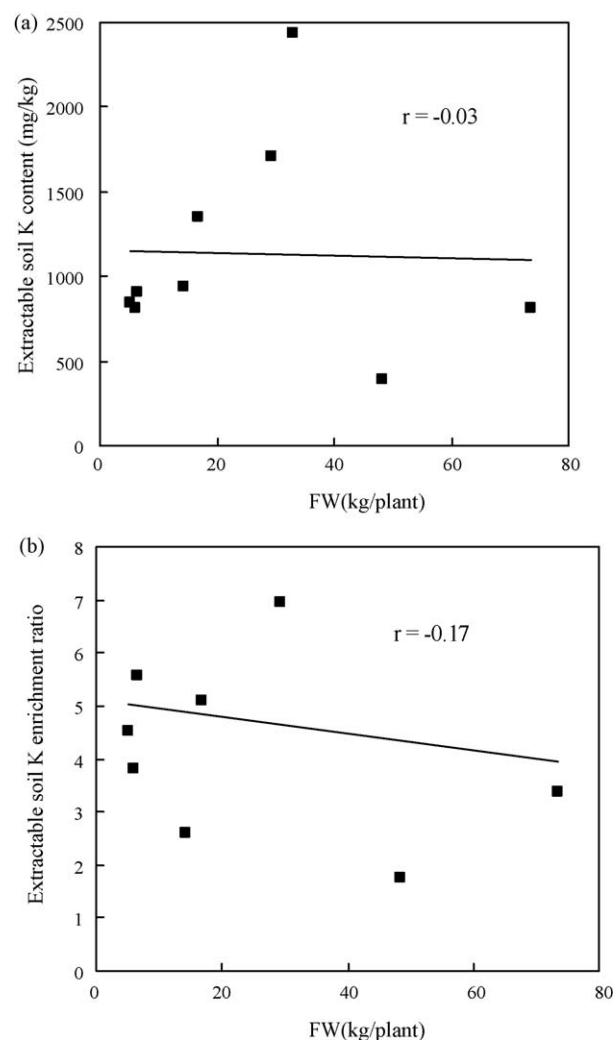 (a)
2500
2000
1500
1000
500
0
Extractable soil K content (mg/kg)
r = -0.03
0 20 40 60 80
FW(kg/plant)
(b)
8
7
6
5
4
3
2
1
0
Extractable soil K enrichment ratio
r = -0.17
0 20 40 60 80
FW(kg/plant)